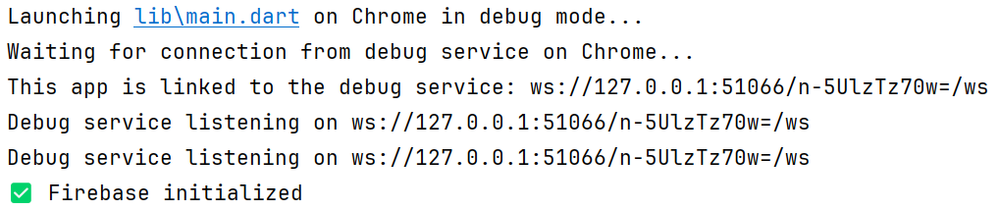 Launching lib\main.dart on Chrome in debug mode...
Waiting for connection from debug service on Chrome...
This app is linked to the debug service: ws://127.0.0.1:51066/n-5UlzTz70w=/ws
Debug service listening on ws://127.0.0.1:51066/n-5UlzTz70w=/ws
Debug service listening on ws://127.0.0.1:51066/n-5UlzTz70w=/ws
✅ Firebase initialized